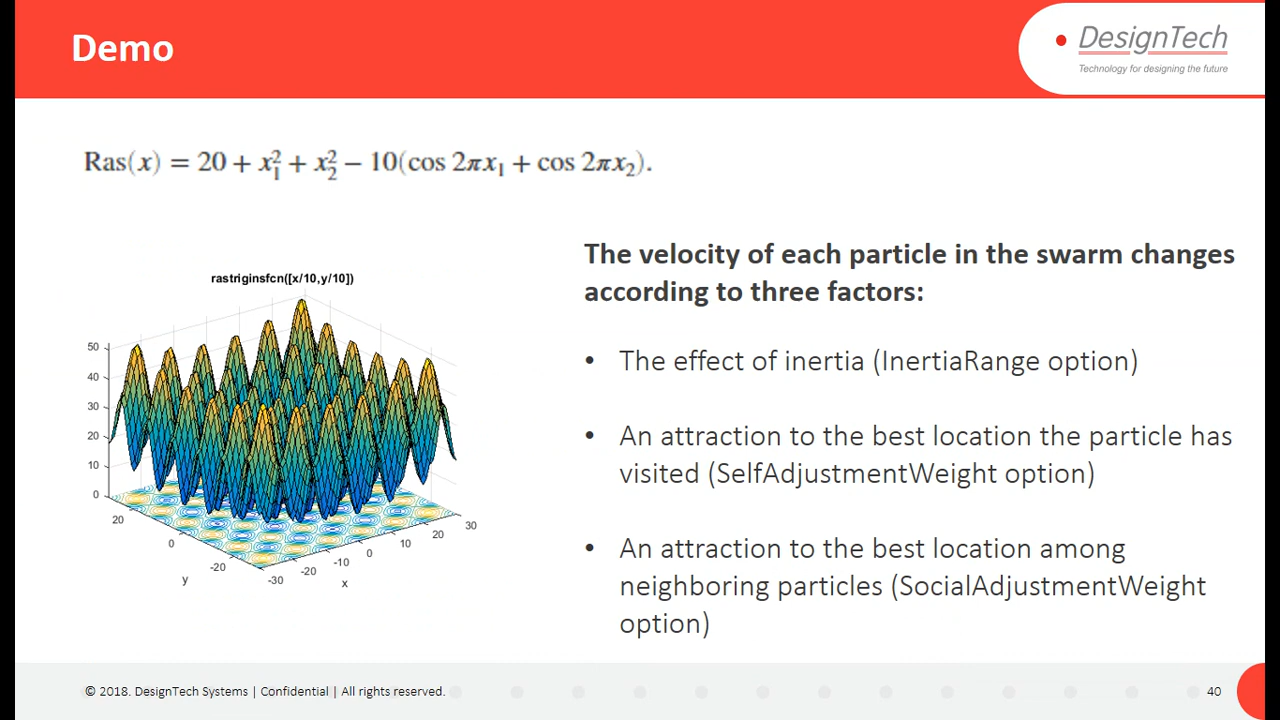 Demo
DesignTech
Technology for designing the future
Ras(x) = 20 + x₁² + x₂² − 10(cos 2πx₁ + cos 2πx₂).
The velocity of each particle in the swarm changes
according to three factors:
rastriginsfcn([x/10,y/10])
• The effect of inertia (InertiaRange option)
• An attraction to the best location the particle has
visited (SelfAdjustmentWeight option)
• An attraction to the best location among
neighboring particles (SocialAdjustmentWeight
option)
50
40
30
20
10
0
20
0
-20
y
-30
-20
-10
0
10
20
30
x
© 2018. DesignTech Systems | Confidential | All rights reserved.
40